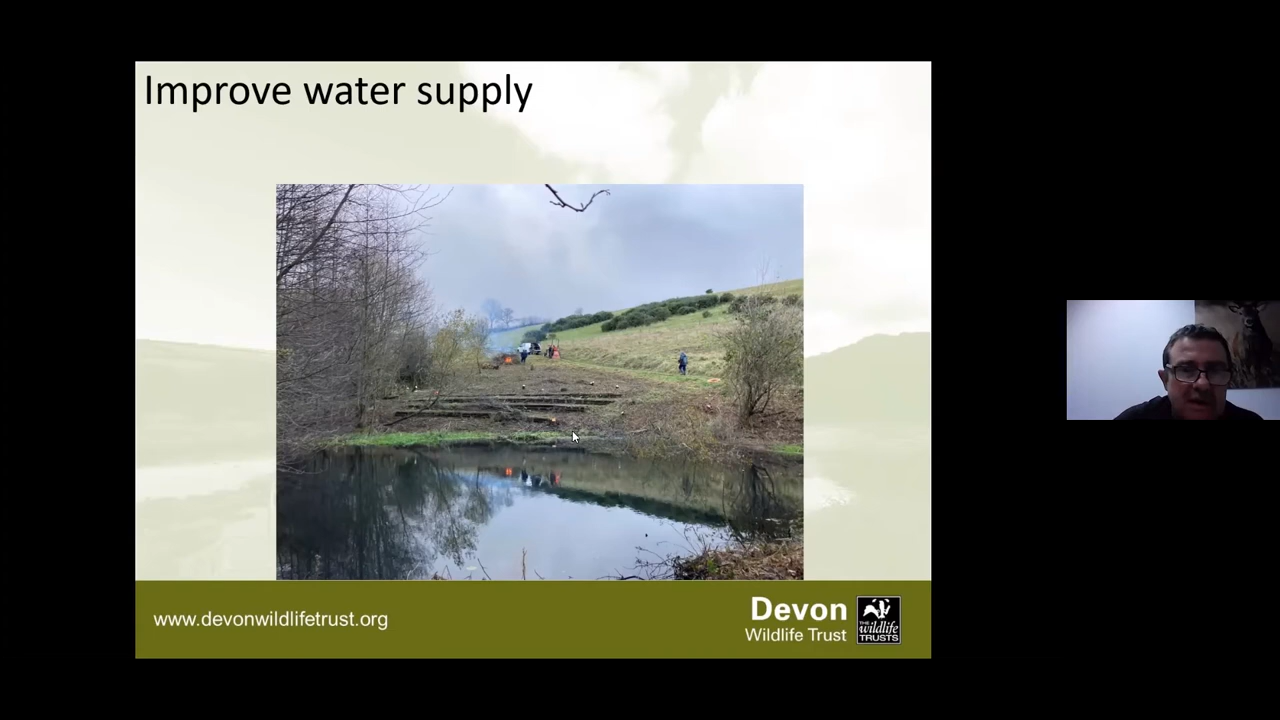 Improve water supply
www.devonwildlifetrust.org
Devon
Wildlife Trust
THE
wildlife
TRUSTS